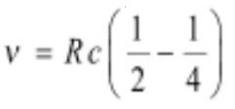 ν = Rc(1/2 − 1/4)